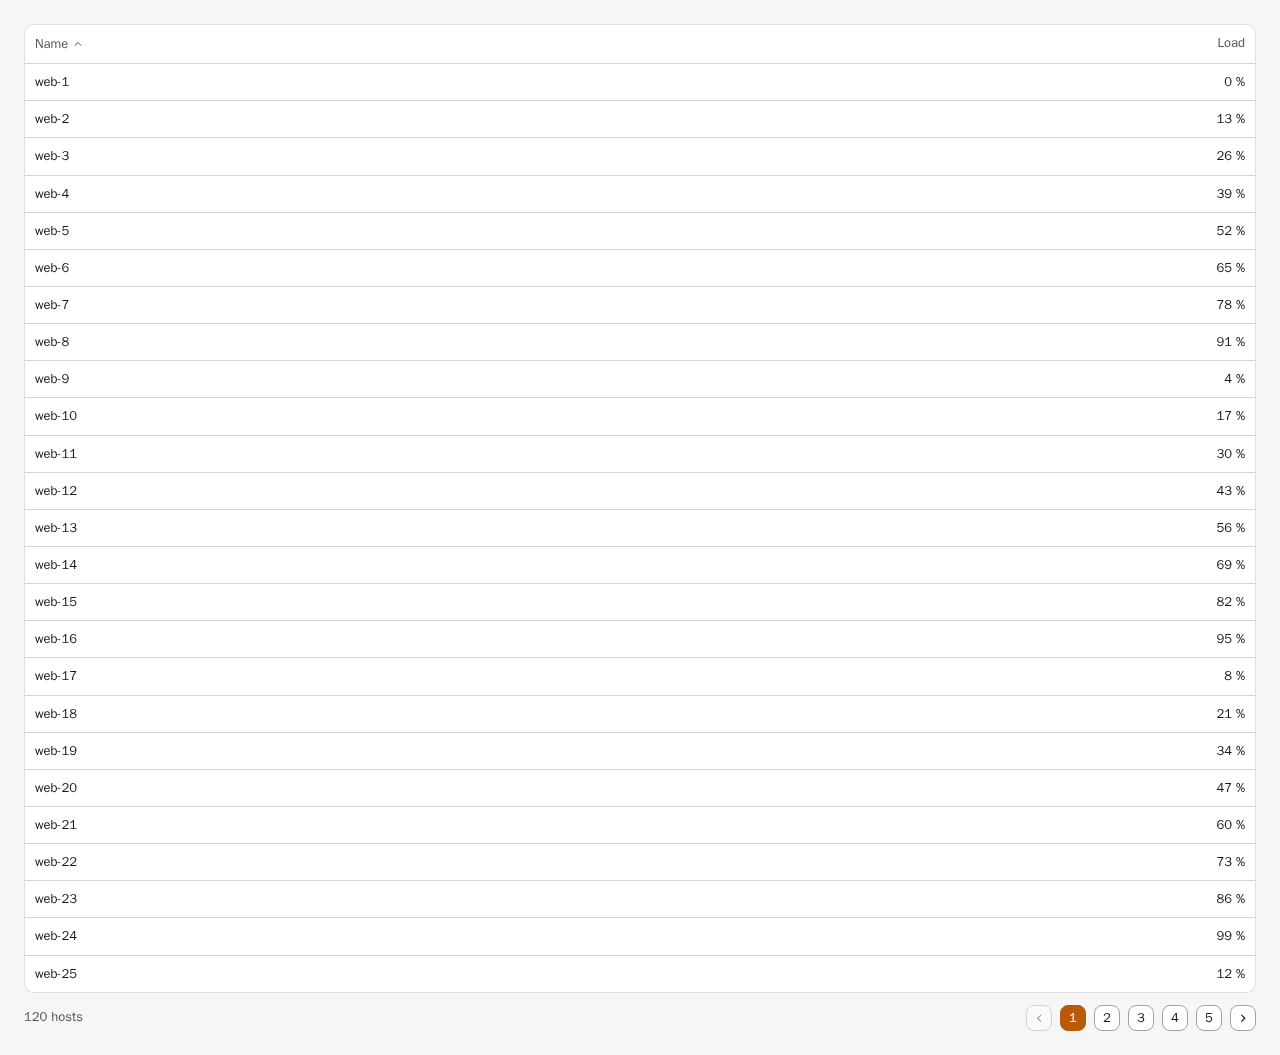 Name Load
web-1 0 %
web-2 13 %
web-3 26 %
web-4 39 %
web-5 52 %
web-6 65 %
web-7 78 %
web-8 91 %
web-9 4 %
web-10 17 %
web-11 30 %
web-12 43 %
web-13 56 %
web-14 69 %
web-15 82 %
web-16 95 %
web-17 8 %
web-18 21 %
web-19 34 %
web-20 47 %
web-21 60 %
web-22 73 %
web-23 86 %
web-24 99 %
web-25 12 %
120 hosts 1 2 3 4 5